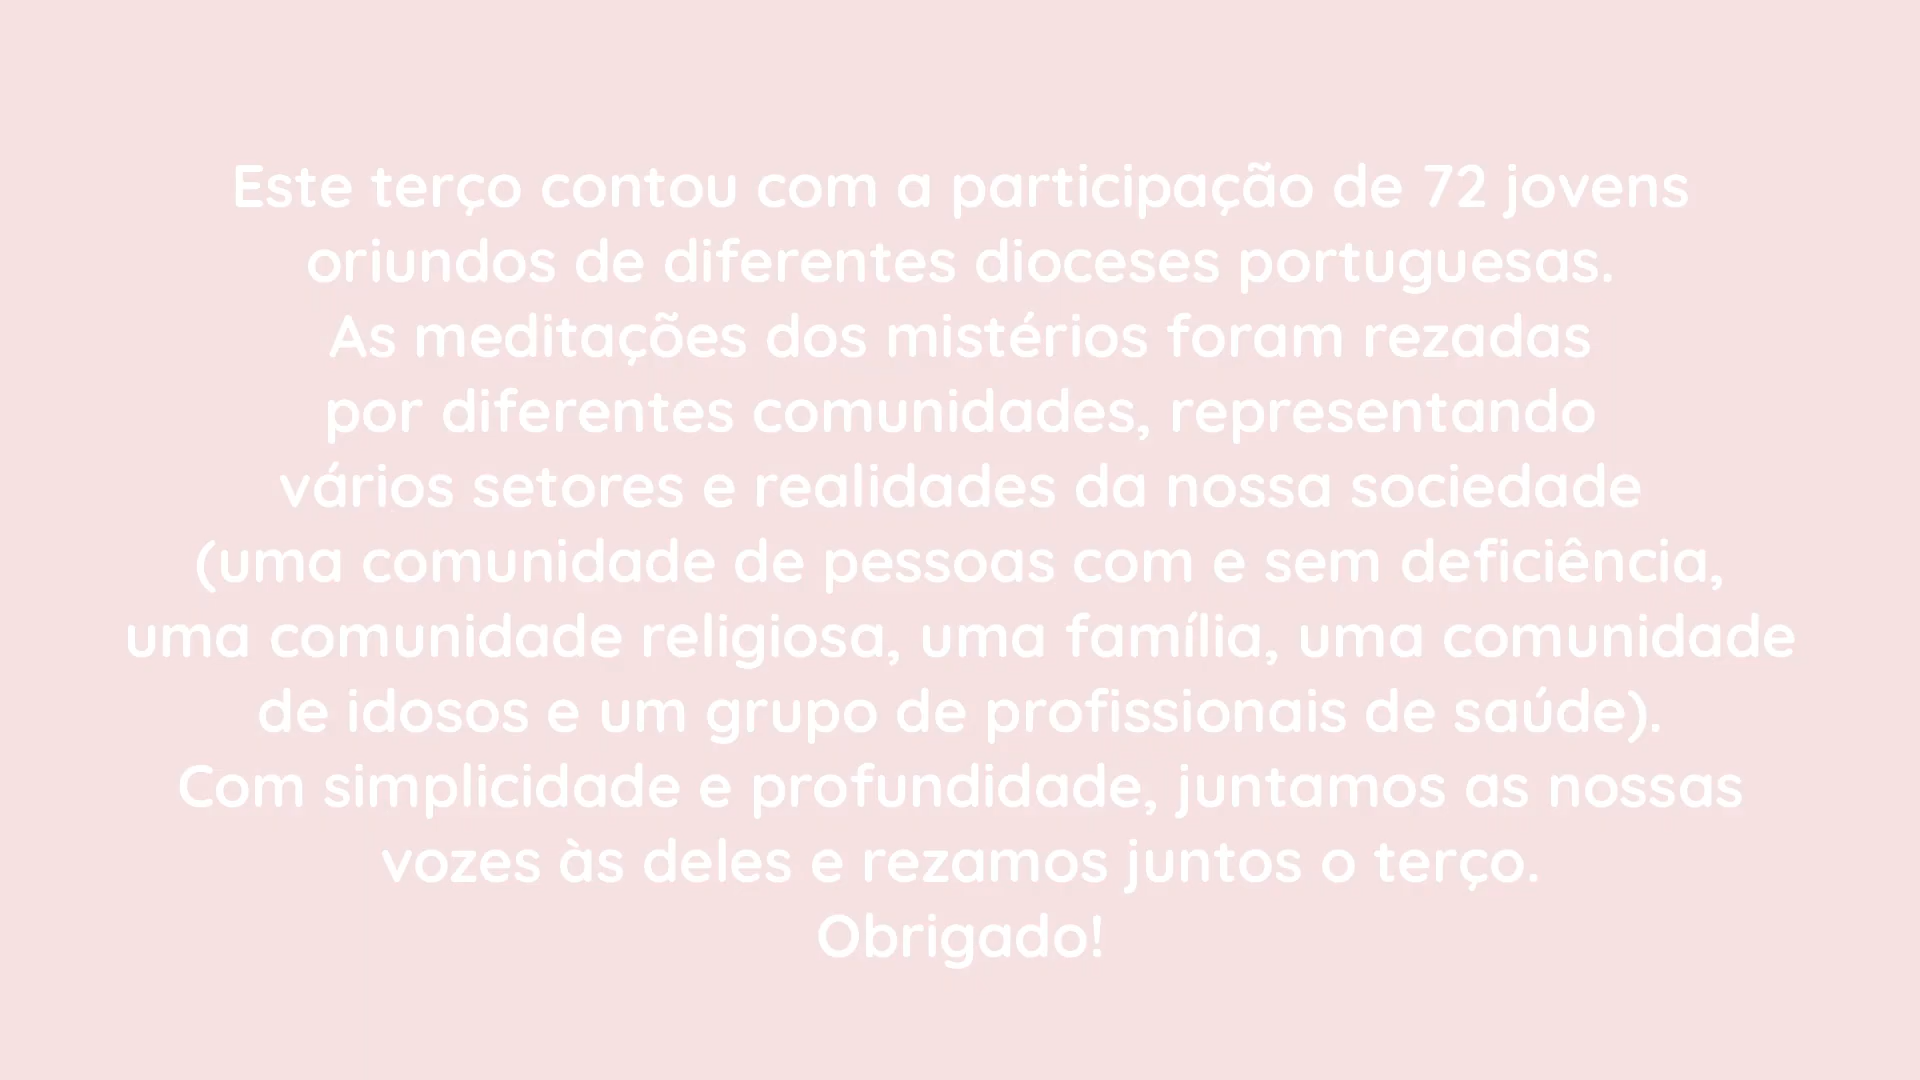 Este terço contou com a participação de 72 jovens
oriundos de diferentes dioceses portuguesas.
As meditações dos mistérios foram rezadas
por diferentes comunidades, representando
vários setores e realidades da nossa sociedade
(uma comunidade de pessoas com e sem deficiência,
uma comunidade religiosa, uma família, uma comunidade
de idosos e um grupo de profissionais de saúde).
Com simplicidade e profundidade, juntamos as nossas
vozes às deles e rezamos juntos o terço.
Obrigado!